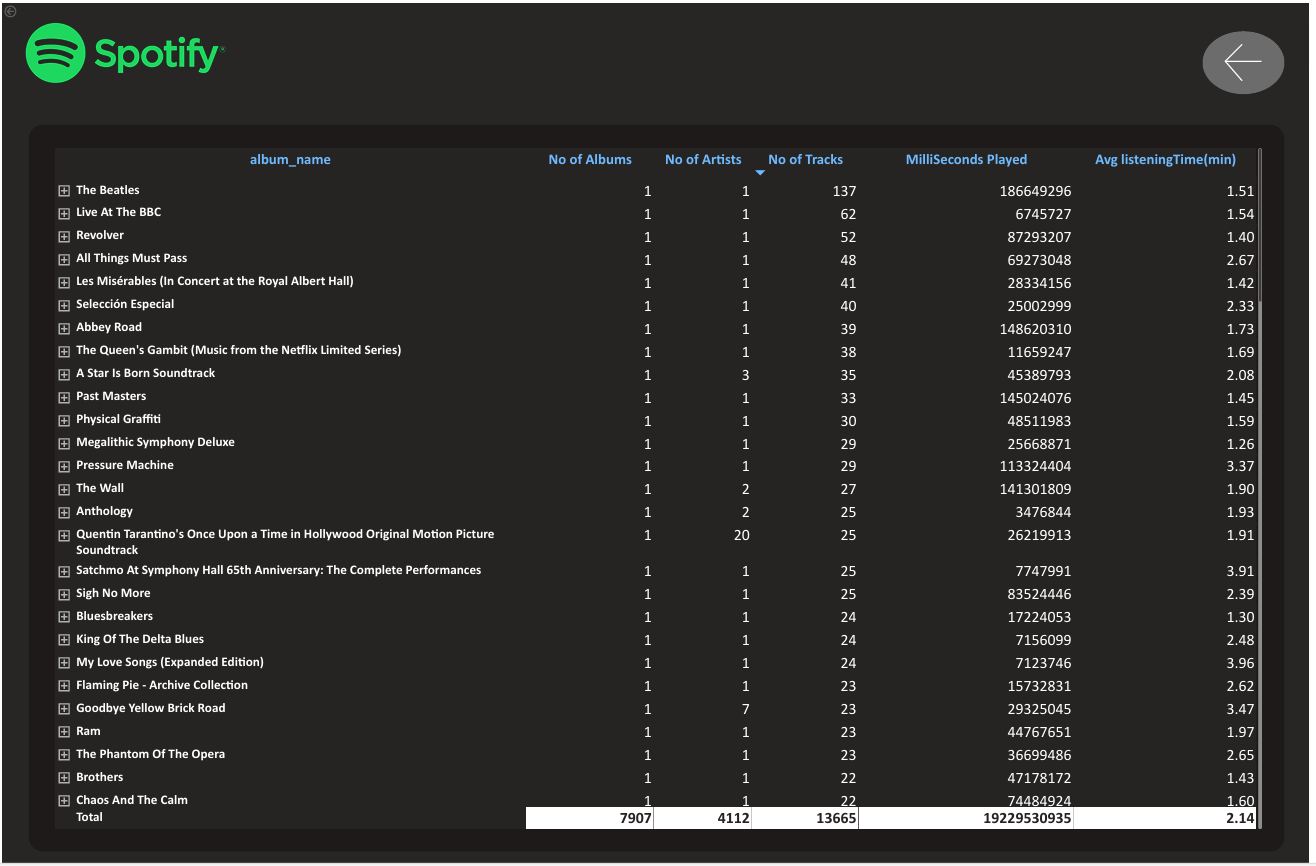 Spotify®
album_name No of Albums No of Artists No of Tracks MilliSeconds Played Avg listeningTime(min)
The Beatles 1 1 137 186649296 1.51
Live At The BBC 1 1 62 6745727 1.54
Revolver 1 1 52 87293207 1.40
All Things Must Pass 1 1 48 69273048 2.67
Les Misérables (In Concert at the Royal Albert Hall) 1 1 41 28334156 1.42
Selección Especial 1 1 40 25002999 2.33
Abbey Road 1 1 39 148620310 1.73
The Queen's Gambit (Music from the Netflix Limited Series) 1 1 38 11659247 1.69
A Star Is Born Soundtrack 1 3 35 45389793 2.08
Past Masters 1 1 33 145024076 1.45
Physical Graffiti 1 1 30 48511983 1.59
Megalithic Symphony Deluxe 1 1 29 25668871 1.26
Pressure Machine 1 1 29 113324404 3.37
The Wall 1 2 27 141301809 1.90
Anthology 1 2 25 3476844 1.93
Quentin Tarantino's Once Upon a Time in Hollywood Original Motion Picture 1 20 25 26219913 1.91
Soundtrack
Satchmo At Symphony Hall 65th Anniversary: The Complete Performances 1 1 25 7747991 3.91
Sigh No More 1 1 25 83524446 2.39
Bluesbreakers 1 1 24 17224053 1.30
King Of The Delta Blues 1 1 24 7156099 2.48
My Love Songs (Expanded Edition) 1 1 24 7123746 3.96
Flaming Pie - Archive Collection 1 1 23 15732831 2.62
Goodbye Yellow Brick Road 1 7 23 29325045 3.47
Ram 1 1 23 44767651 1.97
The Phantom Of The Opera 1 1 23 36699486 2.65
Brothers 1 1 22 47178172 1.43
Chaos And The Calm 1 1 22 74484924 1.60
Total 7907 4112 13665 19229530935 2.14